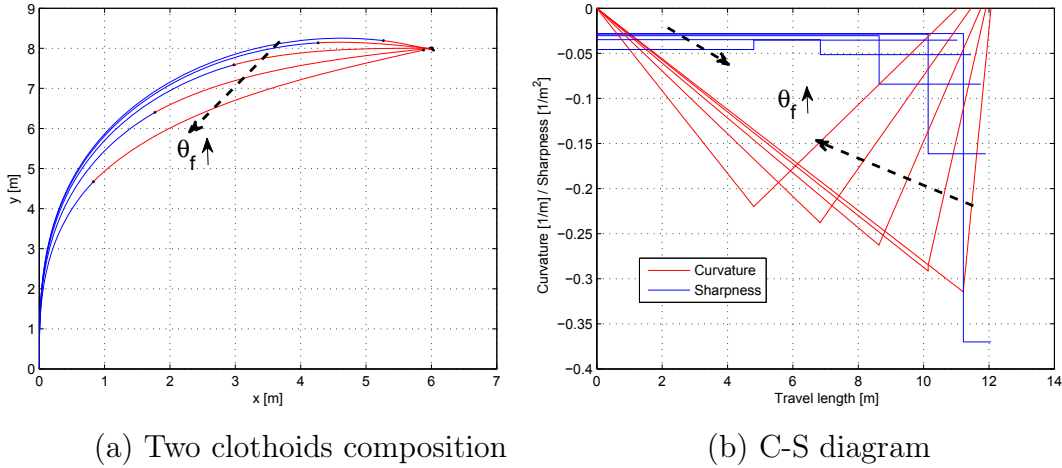 9
8
7
6
5
4
3
2
1
0
y [m]
θf
0 1 2 3 4 5 6 7
x [m]
(a) Two clothoids composition
0
−0.05
−0.1
−0.15
−0.2
−0.25
−0.3
−0.35
−0.4
Curvature [1/m] / Sharpness [1/m²]
θf
Curvature
Sharpness
0 2 4 6 8 10 12 14
Travel length [m]
(b) C-S diagram